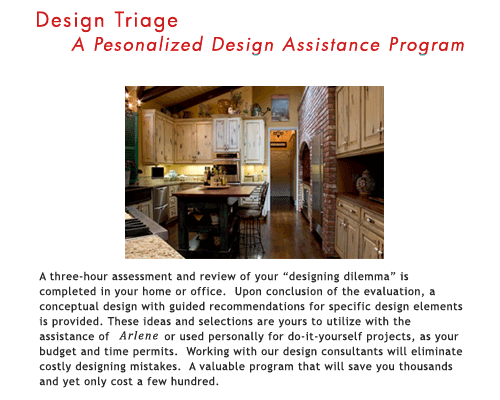 Design Triage
A Pesonalized Design Assistance Program
A three-hour assessment and review of your “designing dilemma” is
completed in your home or office.  Upon conclusion of the evaluation, a
conceptual design with guided recommendations for specific design elements
is provided. These ideas and selections are yours to utilize with the
assistance of  Arlene or used personally for do-it-yourself projects, as your
budget and time permits.  Working with our design consultants will eliminate
costly designing mistakes.  A valuable program that will save you thousands
and yet only cost a few hundred.